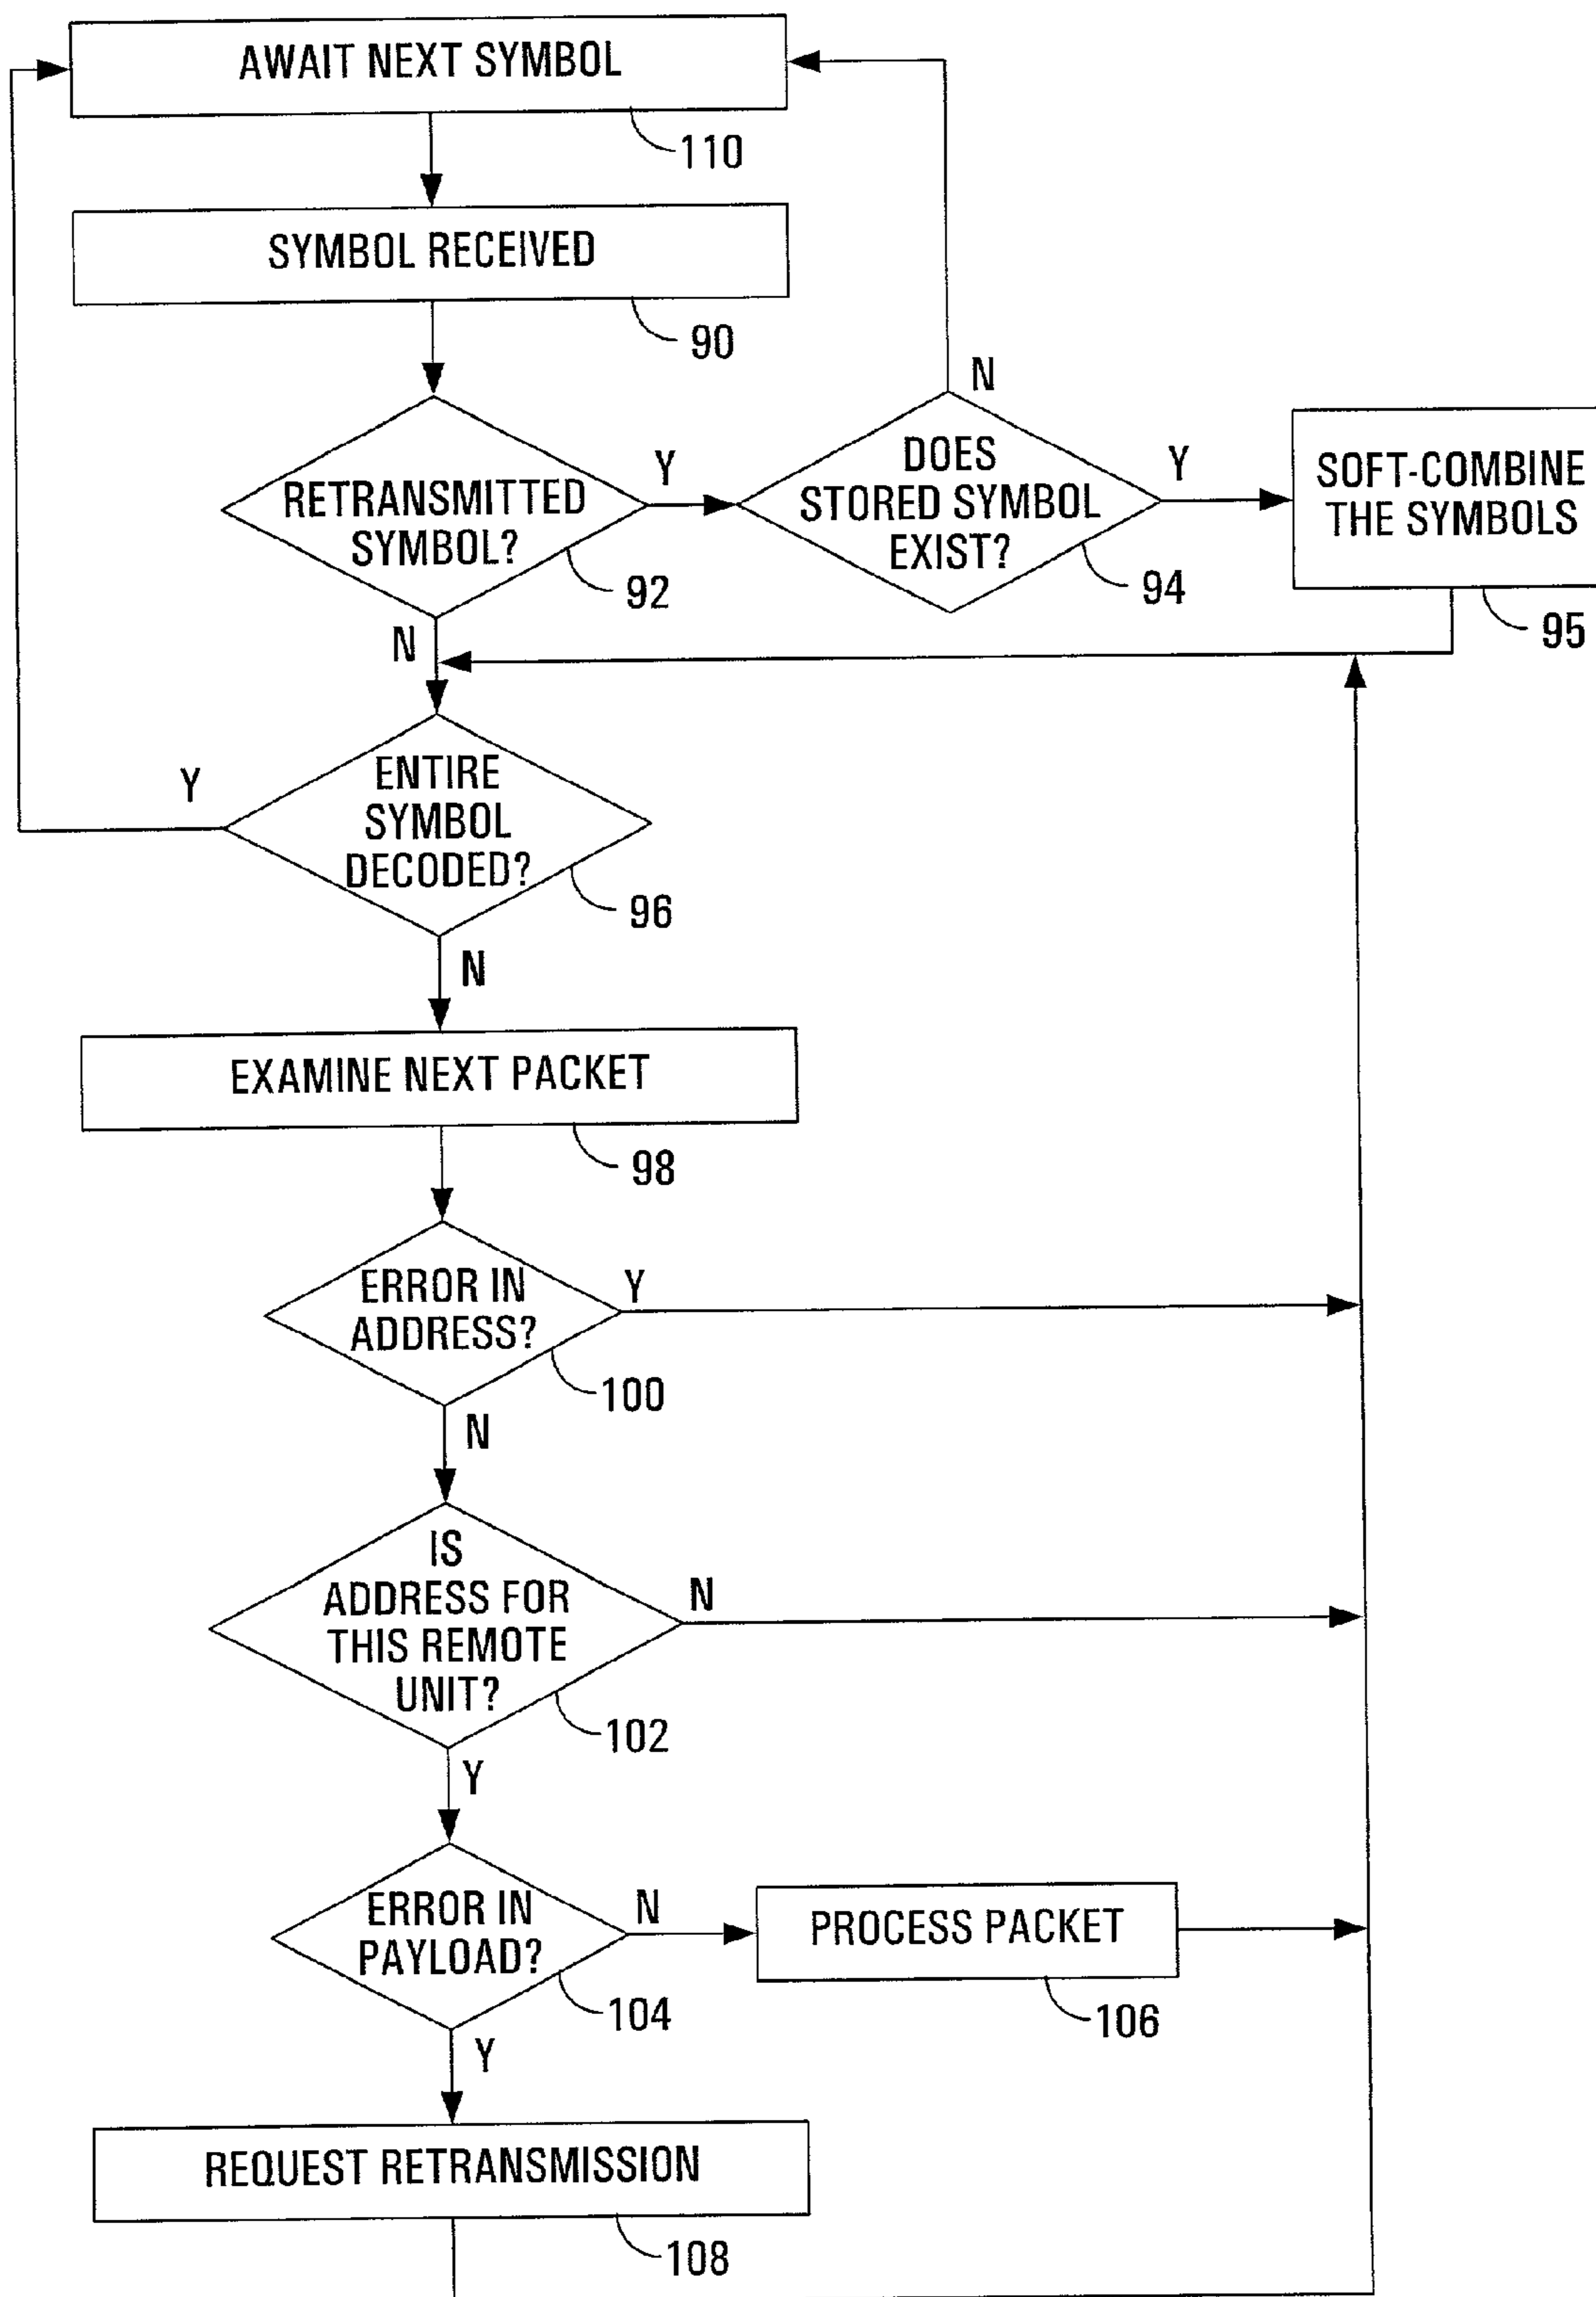 AWAIT NEXT SYMBOL
110
SYMBOL RECEIVED
90
RETRANSMITTED
SYMBOL?
92
Y
N
DOES
STORED SYMBOL
EXIST?
94
N
Y
SOFT-COMBINE
THE SYMBOLS
95
ENTIRE
SYMBOL
DECODED?
96
Y
N
EXAMINE NEXT PACKET
98
ERROR IN
ADDRESS?
100
Y
N
IS
ADDRESS FOR
THIS REMOTE
UNIT?
102
N
Y
ERROR IN
PAYLOAD?
104
N
PROCESS PACKET
106
Y
REQUEST RETRANSMISSION
108